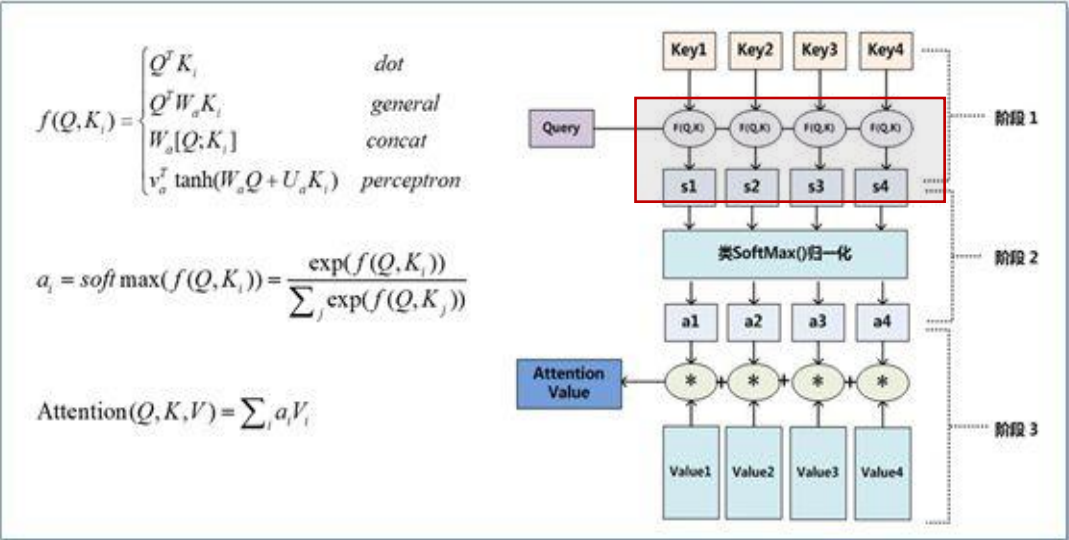 f(Q,K_i) = { Q^T K_i dot
Q^T W_a K_i general
W_a[Q;K_i] concat
v_a^T tanh(W_a Q + U_a K_i) perceptron
a_i = soft max(f(Q,K_i)) = exp(f(Q,K_i)) / ∑_j exp(f(Q,K_j))
Attention(Q,K,V) = ∑_i a_i V_i
Key1 Key2 Key3 Key4
阶段 1
Query F(Q,K) F(Q,K) F(Q,K) F(Q,K)
s1 s2 s3 s4
类SoftMax()归一化
阶段 2
a1 a2 a3 a4
Attention
Value
* + * + * + *
阶段 3
Value1 Value2 Value3 Value4